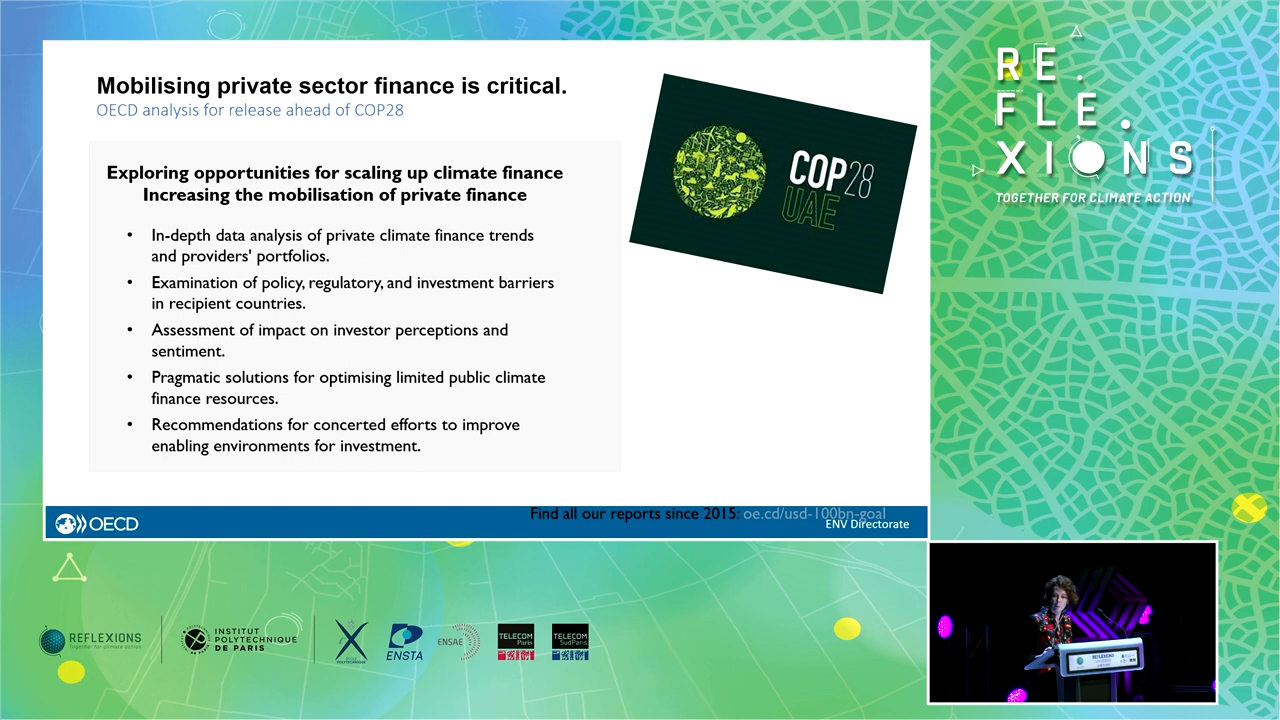 Mobilising private sector finance is critical.
OECD analysis for release ahead of COP28
Exploring opportunities for scaling up climate finance
Increasing the mobilisation of private finance
• In-depth data analysis of private climate finance trends
and providers' portfolios.
• Examination of policy, regulatory, and investment barriers
in recipient countries.
• Assessment of impact on investor perceptions and
sentiment.
• Pragmatic solutions for optimising limited public climate
finance resources.
• Recommendations for concerted efforts to improve
enabling environments for investment.
COP28
UAE
Find all our reports since 2015: oe.cd/usd-100bn-goal
OECD
ENV Directorate
RE.
FLE.
XIONS
TOGETHER FOR CLIMATE ACTION
REFLEXIONS
Together for climate action
INSTITUT
POLYTECHNIQUE
DE PARIS
ÉCOLE
POLYTECHNIQUE
ENSTA
ENSAE
TELECOM
Paris
TELECOM
SudParis
REFLEXIONS